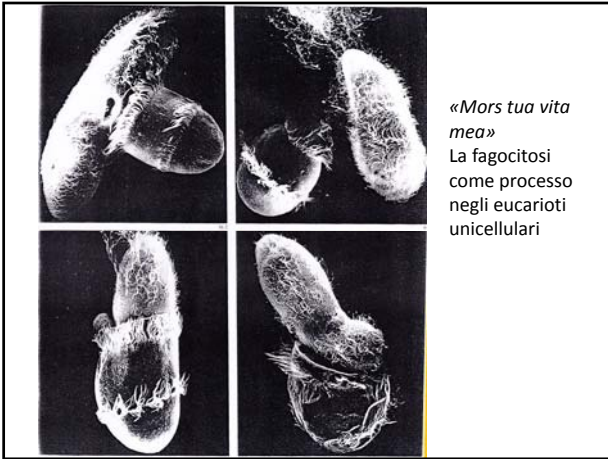 «Mors tua vita
mea»
La fagocitosi
come processo
negli eucarioti
unicellulari